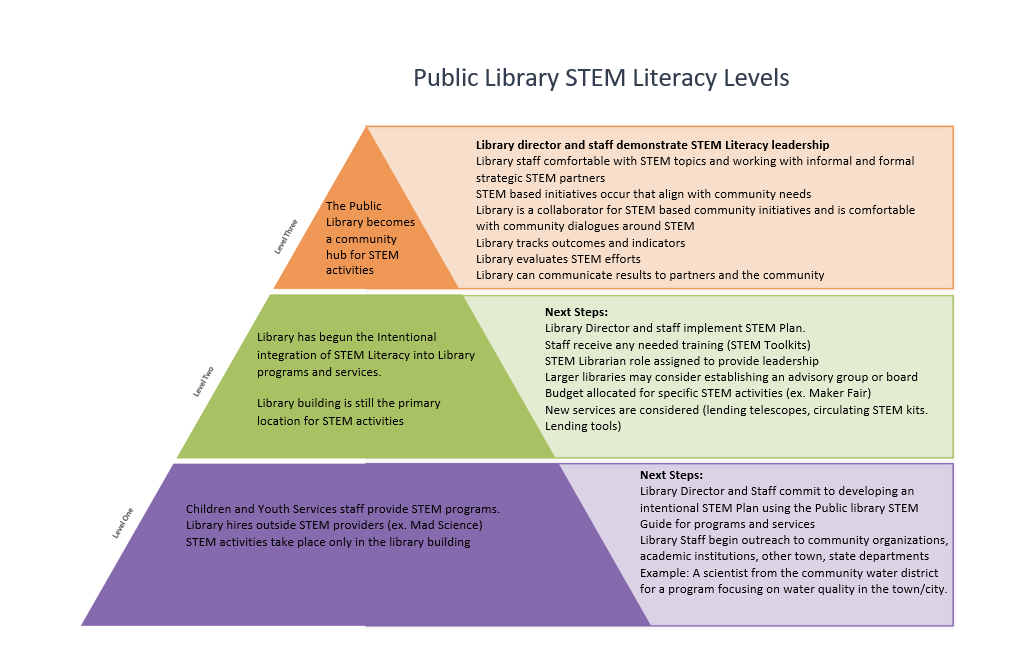 Public Library STEM Literacy Levels
Level Three
The Public
Library becomes
a community
hub for STEM
activities
Library director and staff demonstrate STEM Literacy leadership
Library staff comfortable with STEM topics and working with informal and formal
strategic STEM partners
STEM based initiatives occur that align with community needs
Library is a collaborator for STEM based community initiatives and is comfortable
with community dialogues around STEM
Library tracks outcomes and indicators
Library evaluates STEM efforts
Library can communicate results to partners and the community
Level Two
Library has begun the Intentional
integration of STEM Literacy into Library
programs and services.
Library building is still the primary
location for STEM activities
Next Steps:
Library Director and staff implement STEM Plan.
Staff receive any needed training (STEM Toolkits)
STEM Librarian role assigned to provide leadership
Larger libraries may consider establishing an advisory group or board
Budget allocated for specific STEM activities (ex. Maker Fair)
New services are considered (lending telescopes, circulating STEM kits.
Lending tools)
Level One
Children and Youth Services staff provide STEM programs.
Library hires outside STEM providers (ex. Mad Science)
STEM activities take place only in the library building
Next Steps:
Library Director and Staff commit to developing an
intentional STEM Plan using the Public library STEM
Guide for programs and services
Library Staff begin outreach to community organizations,
academic institutions, other town, state departments
Example: A scientist from the community water district
for a program focusing on water quality in the town/city.